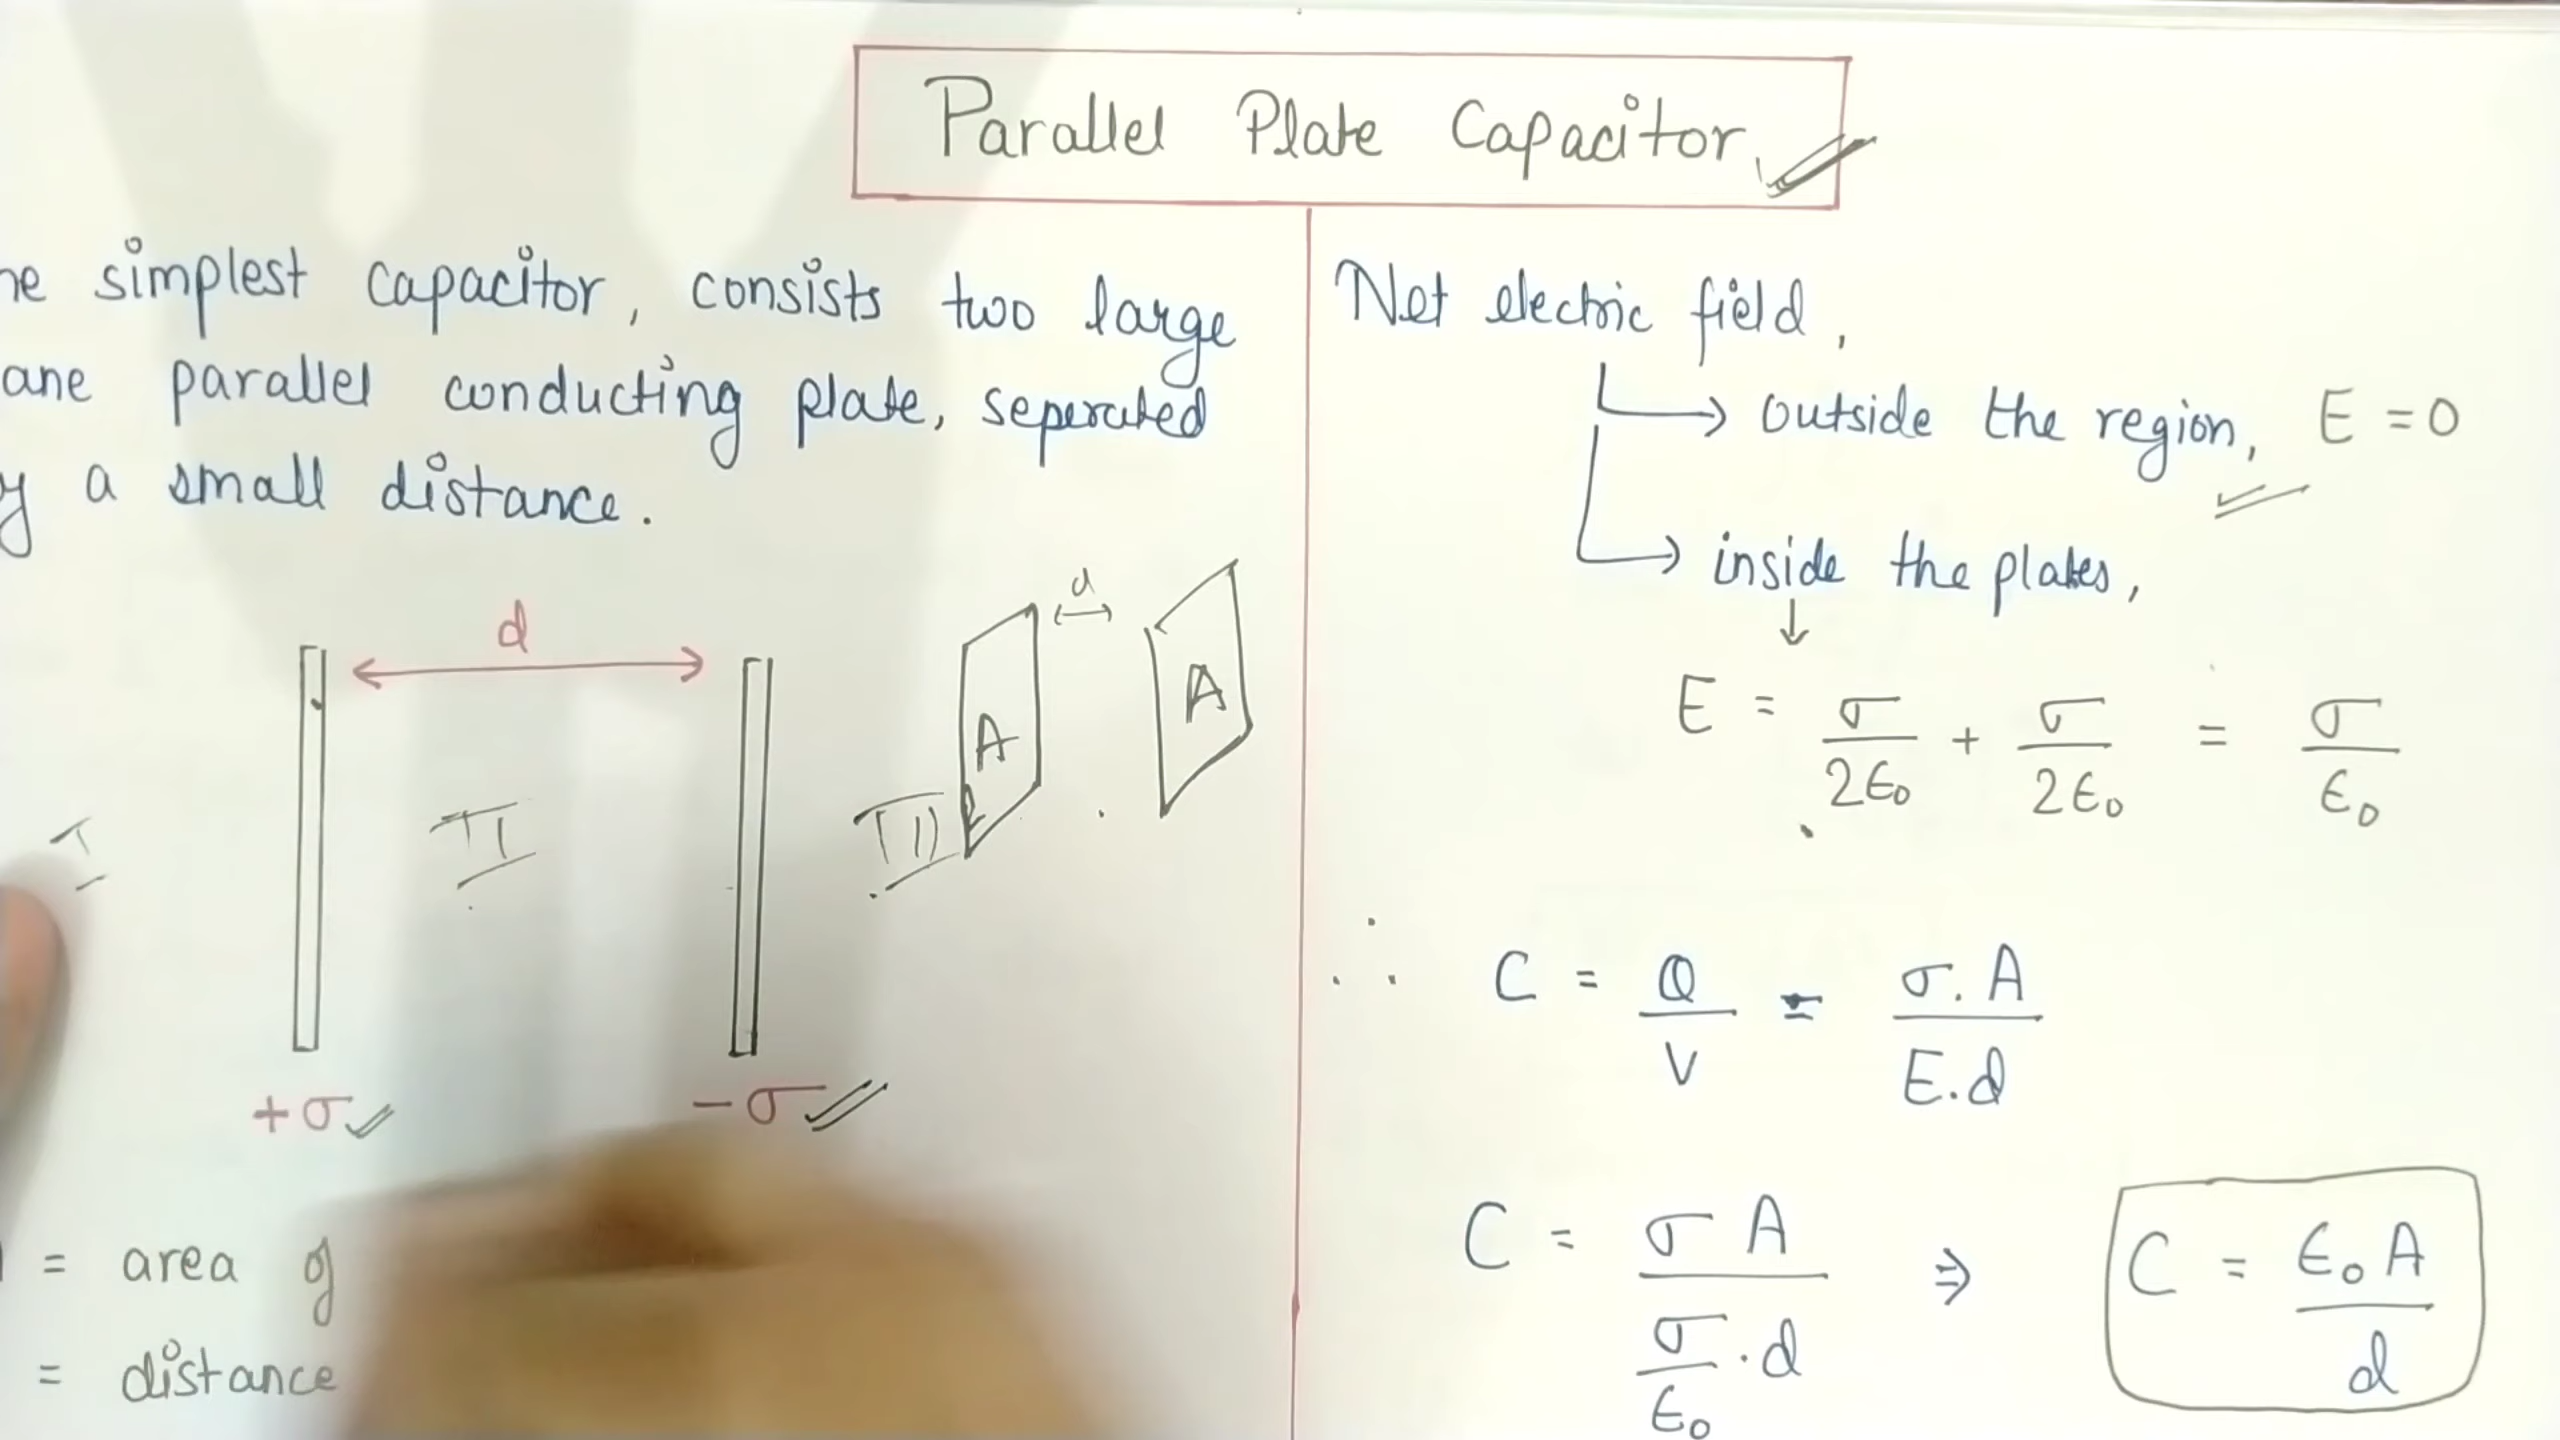 Parallel Plate Capacitor
simplest capacitor, consists two large
parallel conducting plate, seperated
a small distance.
d
d
A
A
I
II
III
+σ
-σ
= area of
= distance
Net electric field,
→ outside the region, E = 0
→ inside the plates,
↓
E = σ/2ϵ₀ + σ/2ϵ₀ = σ/ϵ₀
∴ C = Q/V = σ.A/E.d
C = σ A/(σ/ϵ₀ . d) ⇒ C = ϵ₀A/d